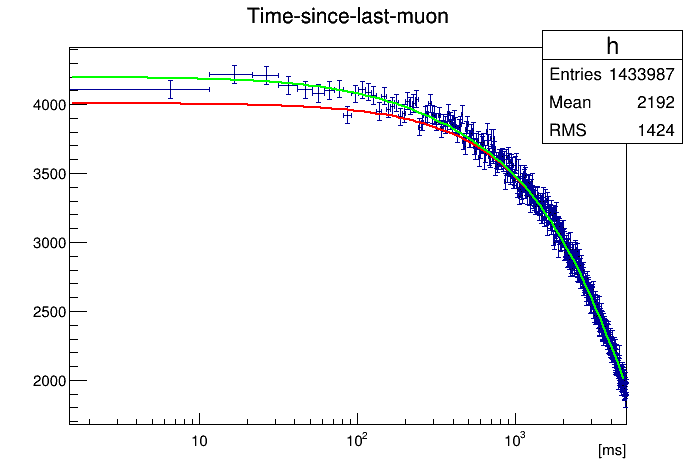 Time-since-last-muon
h
Entries 1433987
Mean 2192
RMS 1424
4000
3500
3000
2500
2000
10
10²
10³
[ms]